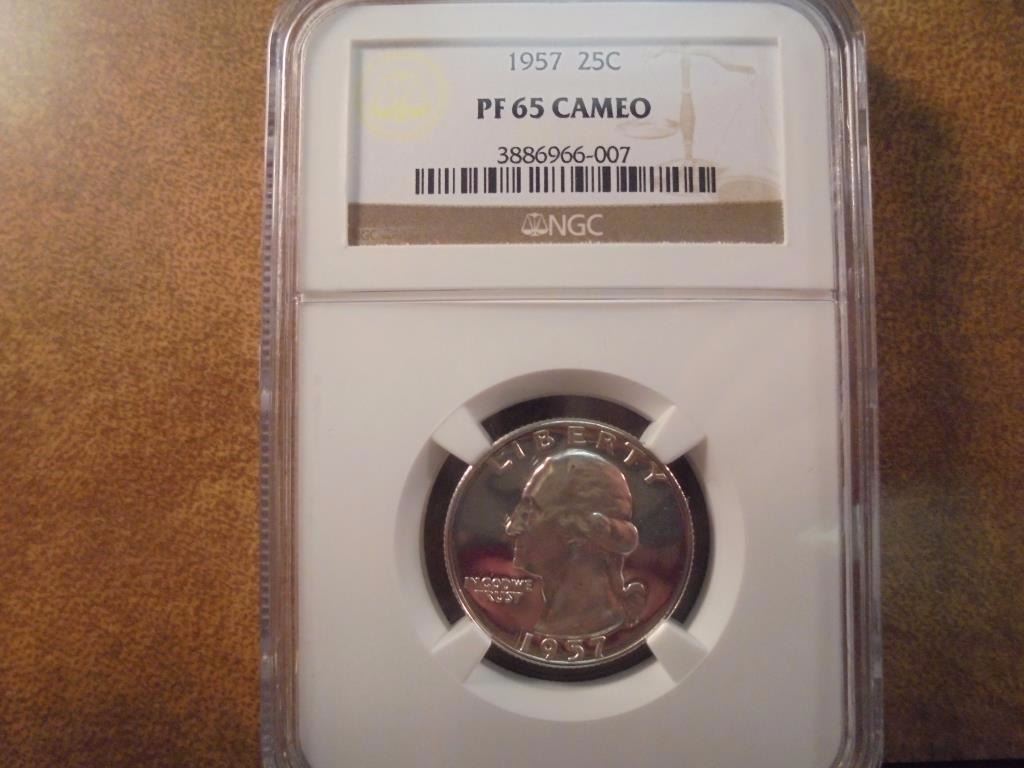 1957 25C
PF 65 CAMEO
3886966-007
NGC
LIBERTY
IN GOD WE
TRUST
1957